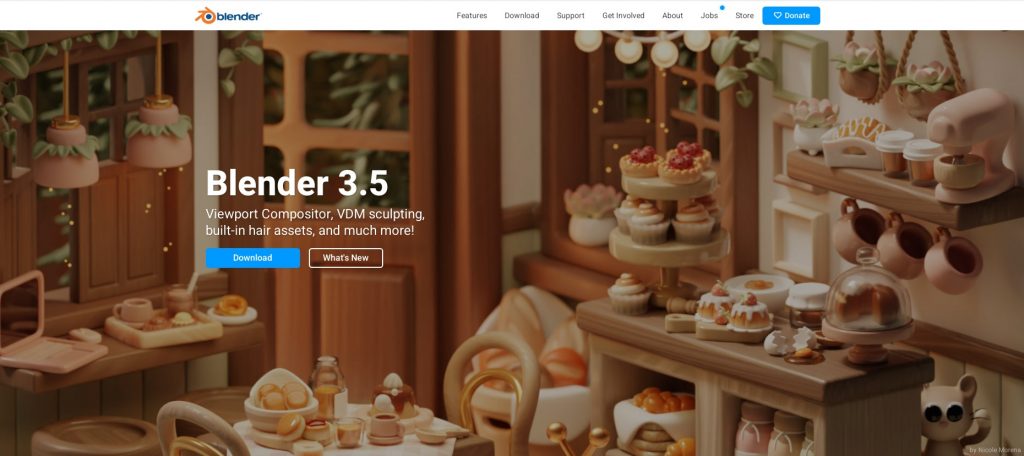 blender
Features
Download
Support
Get Involved
About
Jobs
Store
Donate
Blender 3.5
Viewport Compositor, VDM sculpting,
built-in hair assets, and much more!
Download
What's New
by Nicole Morena